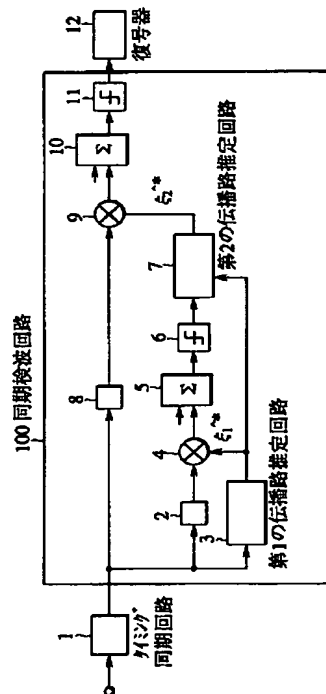 100 同期検波回路
1
タイミング
同期回路
8
2
3
第1の伝播路推定回路
4
ξ₁^*
5
Σ
6
7
第2の伝播路推定回路
ξ₂^*
9
10
Σ
11
12
復号器